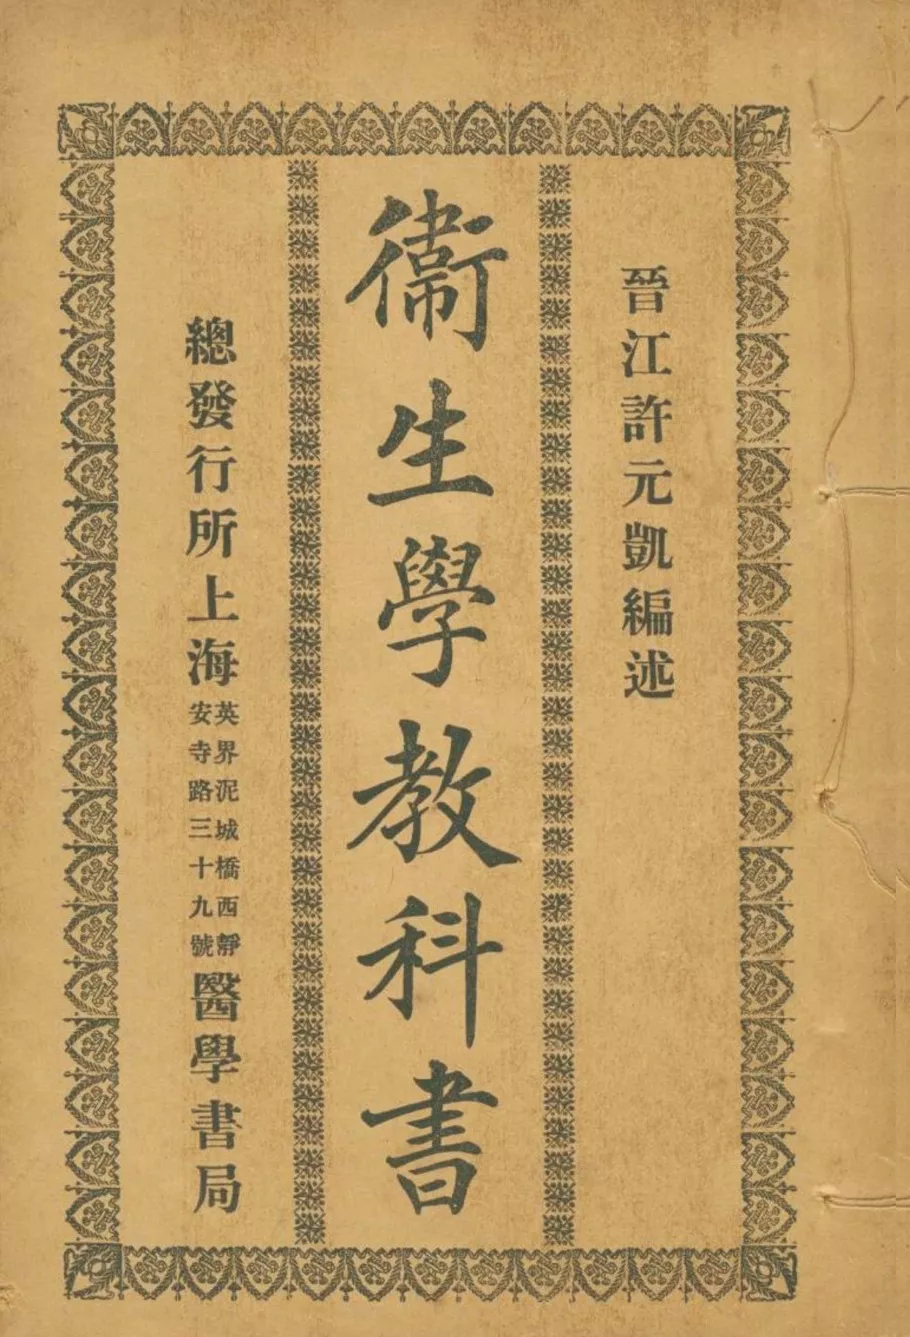 晉江許元凱編述
衞生學教科書
總發行所上海英界泥城橋西靜安寺路三十九號醫學書局